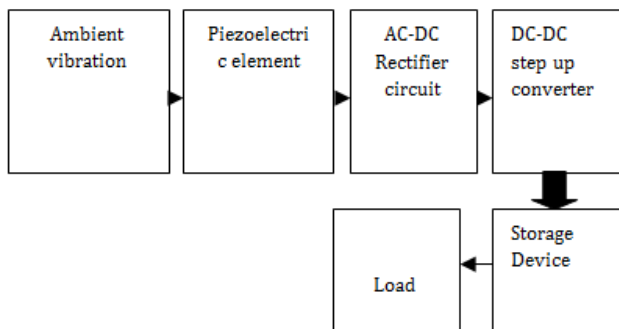 Ambient
vibration
Piezoelectri
c element
AC-DC
Rectifier
circuit
DC-DC
step up
converter
Storage
Device
Load